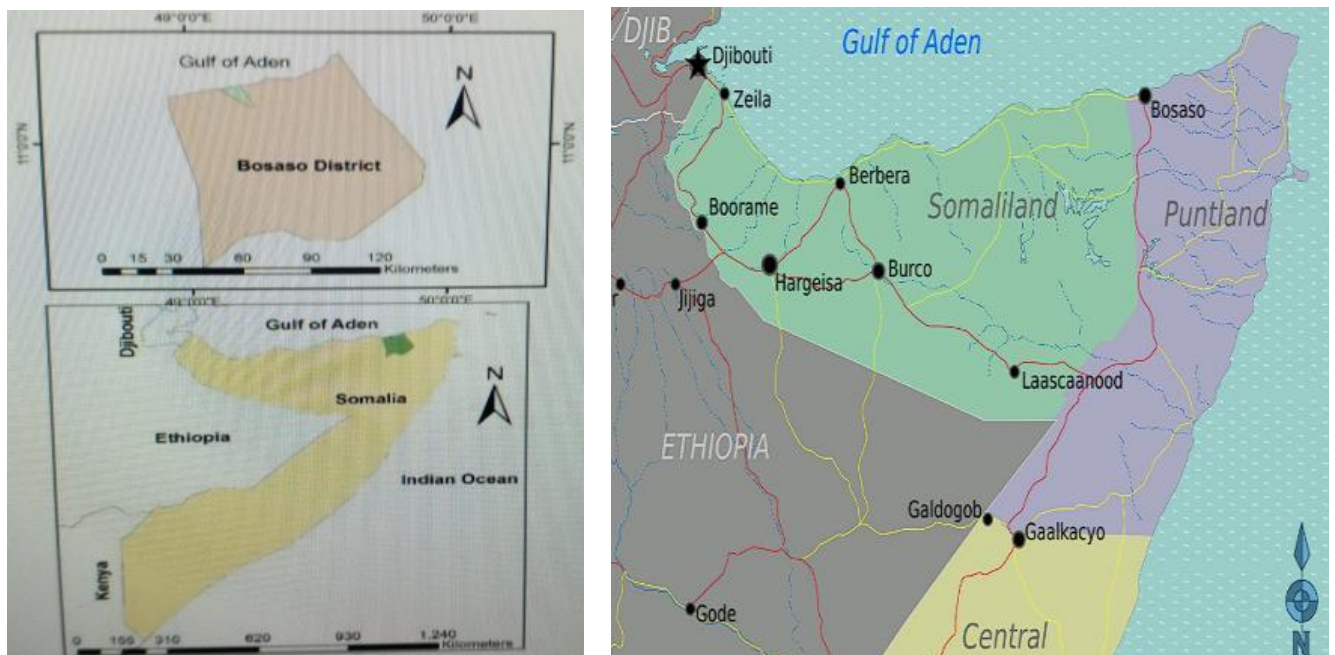 49°0'0"E
50°0'0"E
Gulf of Aden
N
11°0'0"N
11°0'0"N
Bosaso District
0 15 30 60 90 120
Kilometers
49°0'0"E
50°0'0"E
Djibouti
Gulf of Aden
N
Somalia
Ethiopia
Indian Ocean
Kenya
0 155 310 620 930 1,240
Kilometers
/DJIB.
Djibouti
Gulf of Aden
Zeila
Bosaso
Berbera
Boorame
Somaliland
Puntland
Hargeisa
Burco
r
Jijiga
Laascaanood
ETHIOPIA
Galdogob
Gaalkacyo
Gode
Central
N